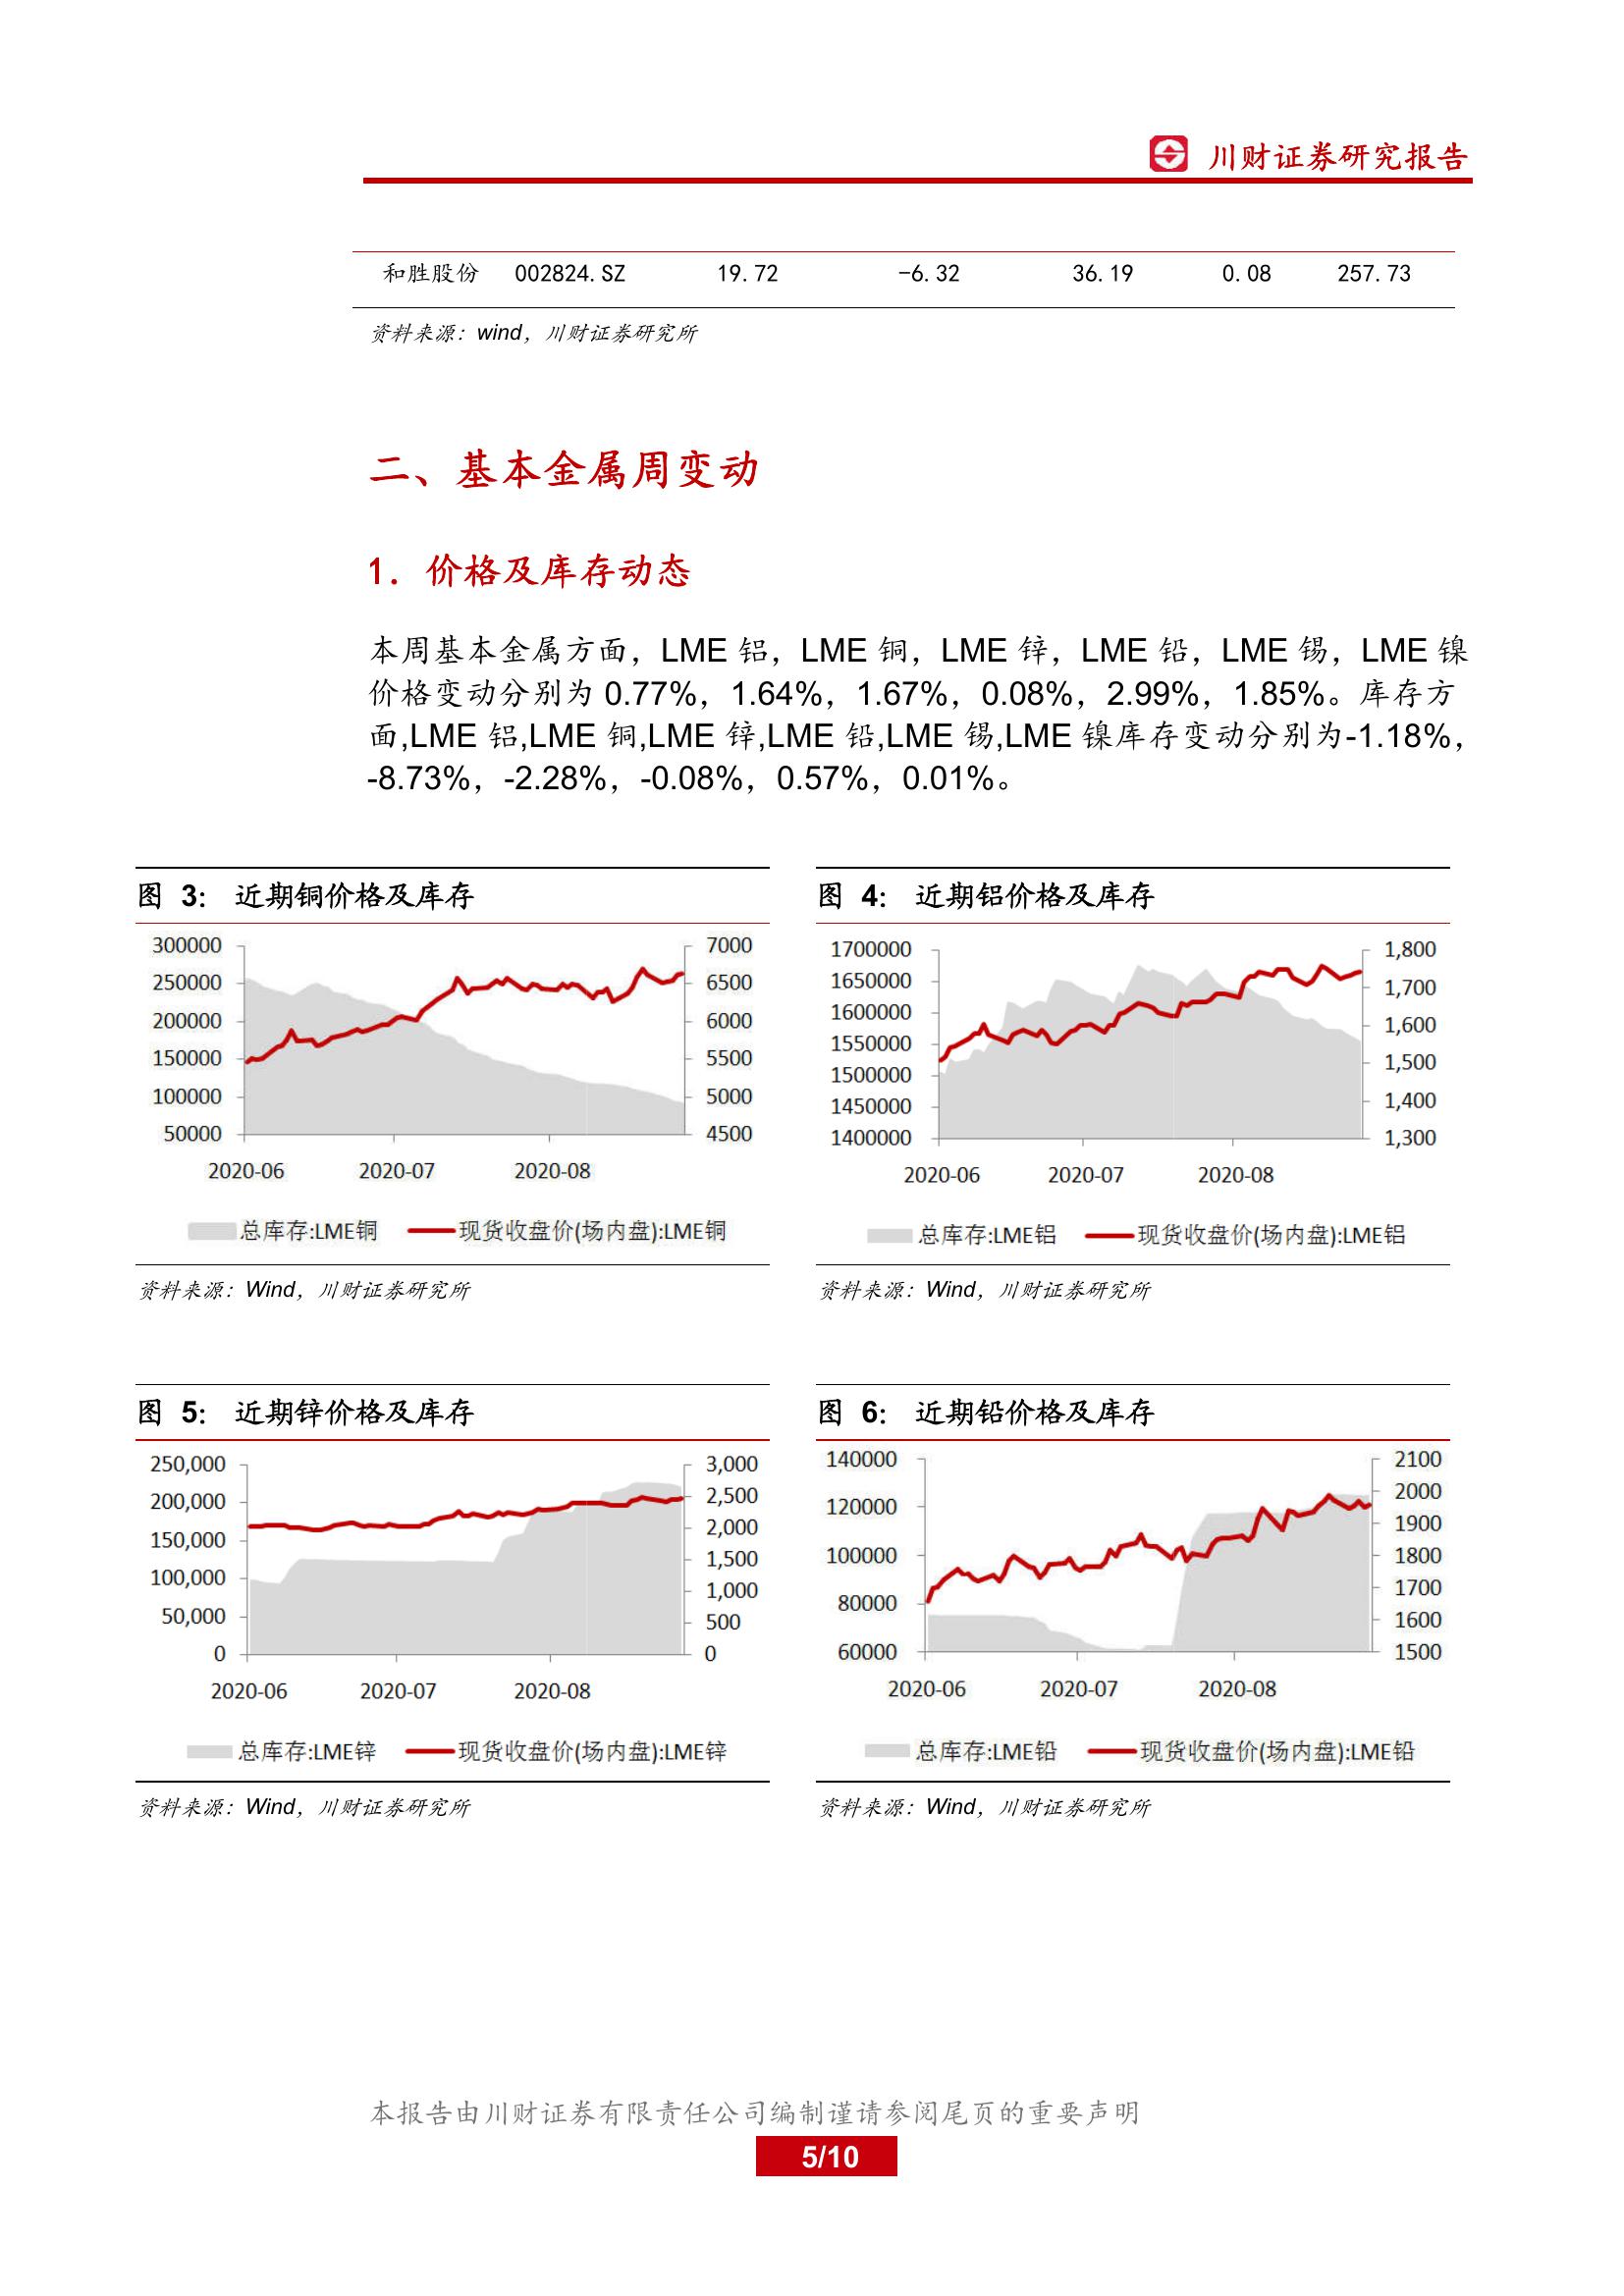 川财证券研究报告
和胜股份 002824.SZ 19.72 -6.32 36.19 0.08 257.73
资料来源：wind，川财证券研究所
二、基本金属周变动
1. 价格及库存动态
本周基本金属方面，LME 铝，LME 铜，LME 锌，LME 铅，LME 锡，LME 镍
价格变动分别为 0.77%，1.64%，1.67%，0.08%，2.99%，1.85%。库存方
面,LME 铝,LME 铜,LME 锌,LME 铅,LME 锡,LME 镍库存变动分别为-1.18%，
-8.73%，-2.28%，-0.08%，0.57%，0.01%。
图 3： 近期铜价格及库存
300000 7000
250000 6500
200000 6000
150000 5500
100000 5000
50000 4500
2020-06 2020-07 2020-08
总库存:LME铜 现货收盘价(场内盘):LME铜
资料来源：Wind，川财证券研究所
图 4： 近期铝价格及库存
1700000 1,800
1650000 1,700
1600000 1,600
1550000 1,500
1500000 1,400
1450000 1,300
1400000
2020-06 2020-07 2020-08
总库存:LME铝 现货收盘价(场内盘):LME铝
资料来源：Wind，川财证券研究所
图 5： 近期锌价格及库存
250,000 3,000
200,000 2,500
150,000 2,000
100,000 1,500
50,000 1,000
0 500
0
2020-06 2020-07 2020-08
总库存:LME锌 现货收盘价(场内盘):LME锌
资料来源：Wind，川财证券研究所
图 6： 近期铅价格及库存
140000 2100
120000 2000
100000 1900
80000 1800
60000 1700
1600
1500
2020-06 2020-07 2020-08
总库存:LME铅 现货收盘价(场内盘):LME铅
资料来源：Wind，川财证券研究所
本报告由川财证券有限责任公司编制谨请参阅尾页的重要声明
5/10